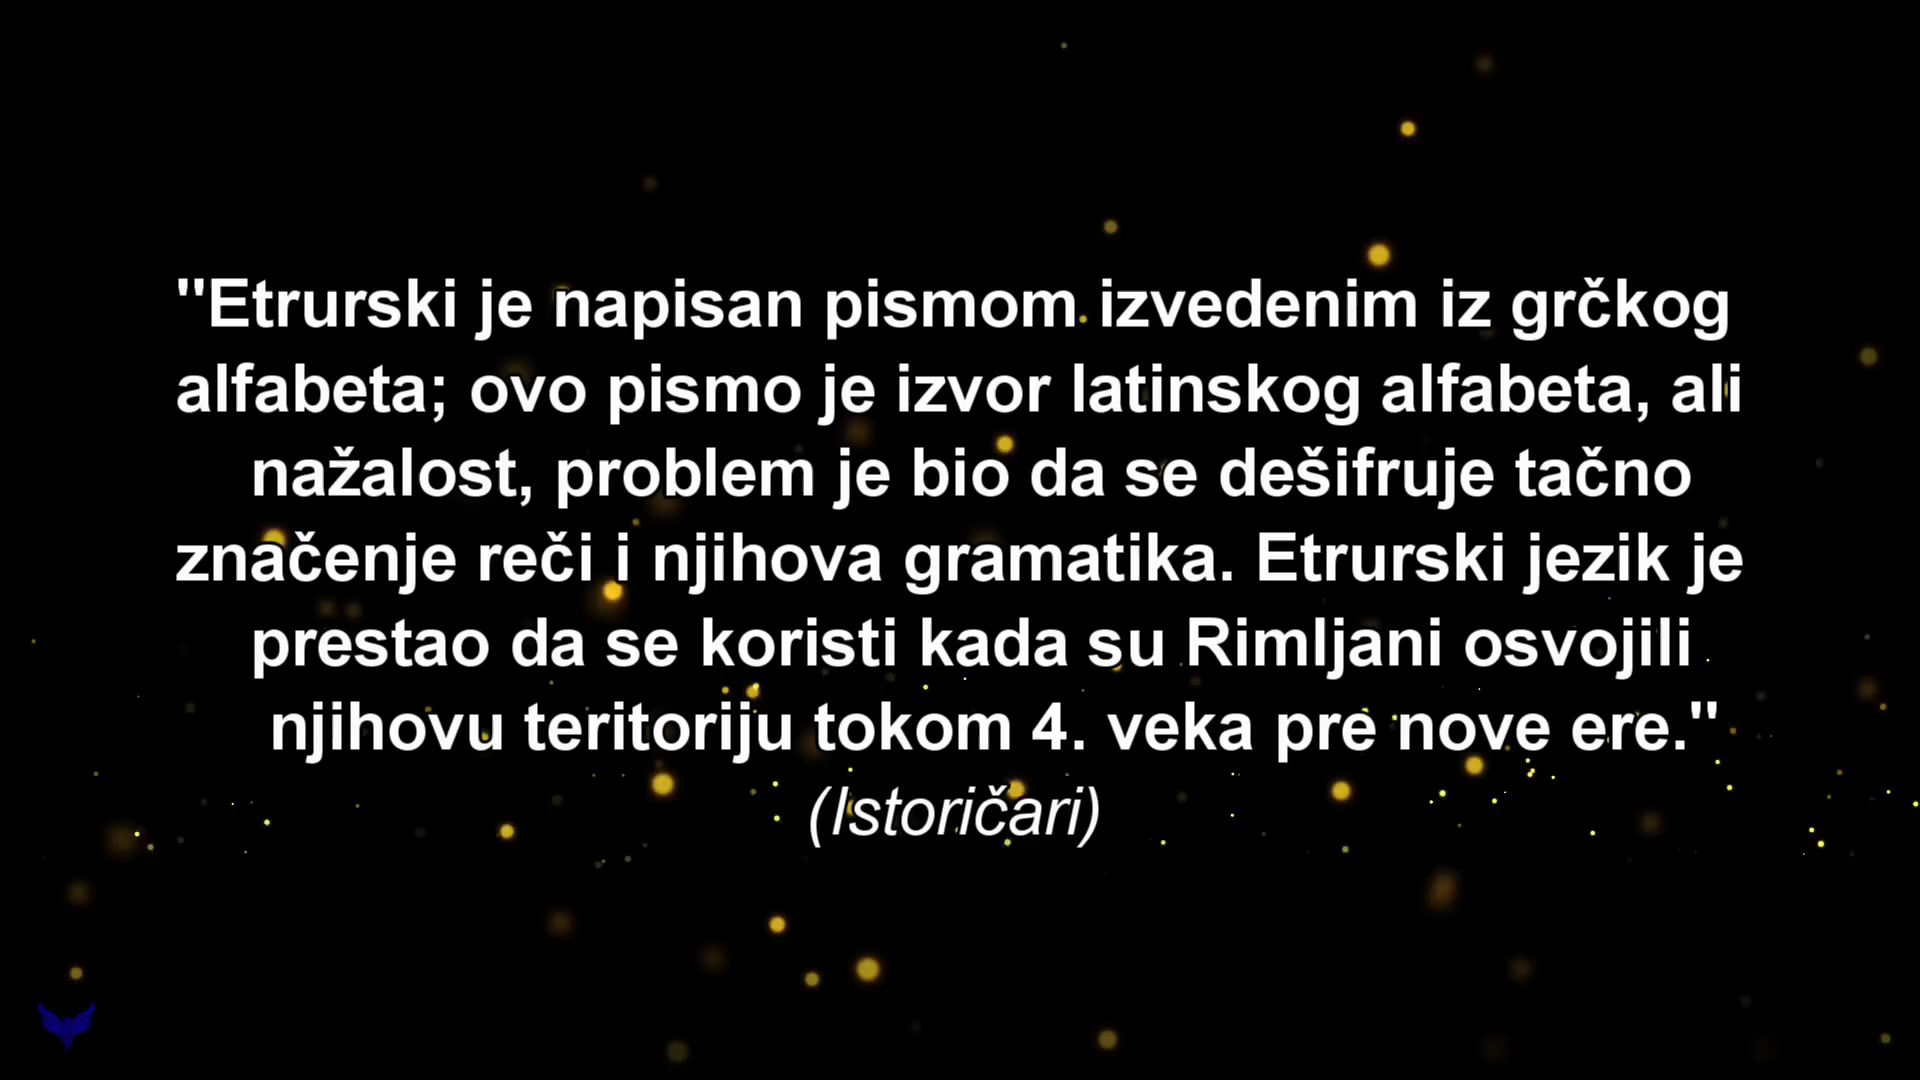 "Etrurski je napisan pismom izvedenim iz grčkog
alfabeta; ovo pismo je izvor latinskog alfabeta, ali
nažalost, problem je bio da se dešifruje tačno
značenje reči i njihova gramatika. Etrurski jezik je
prestao da se koristi kada su Rimljani osvojili
njihovu teritoriju tokom 4. veka pre nove ere."
(Istoričari)